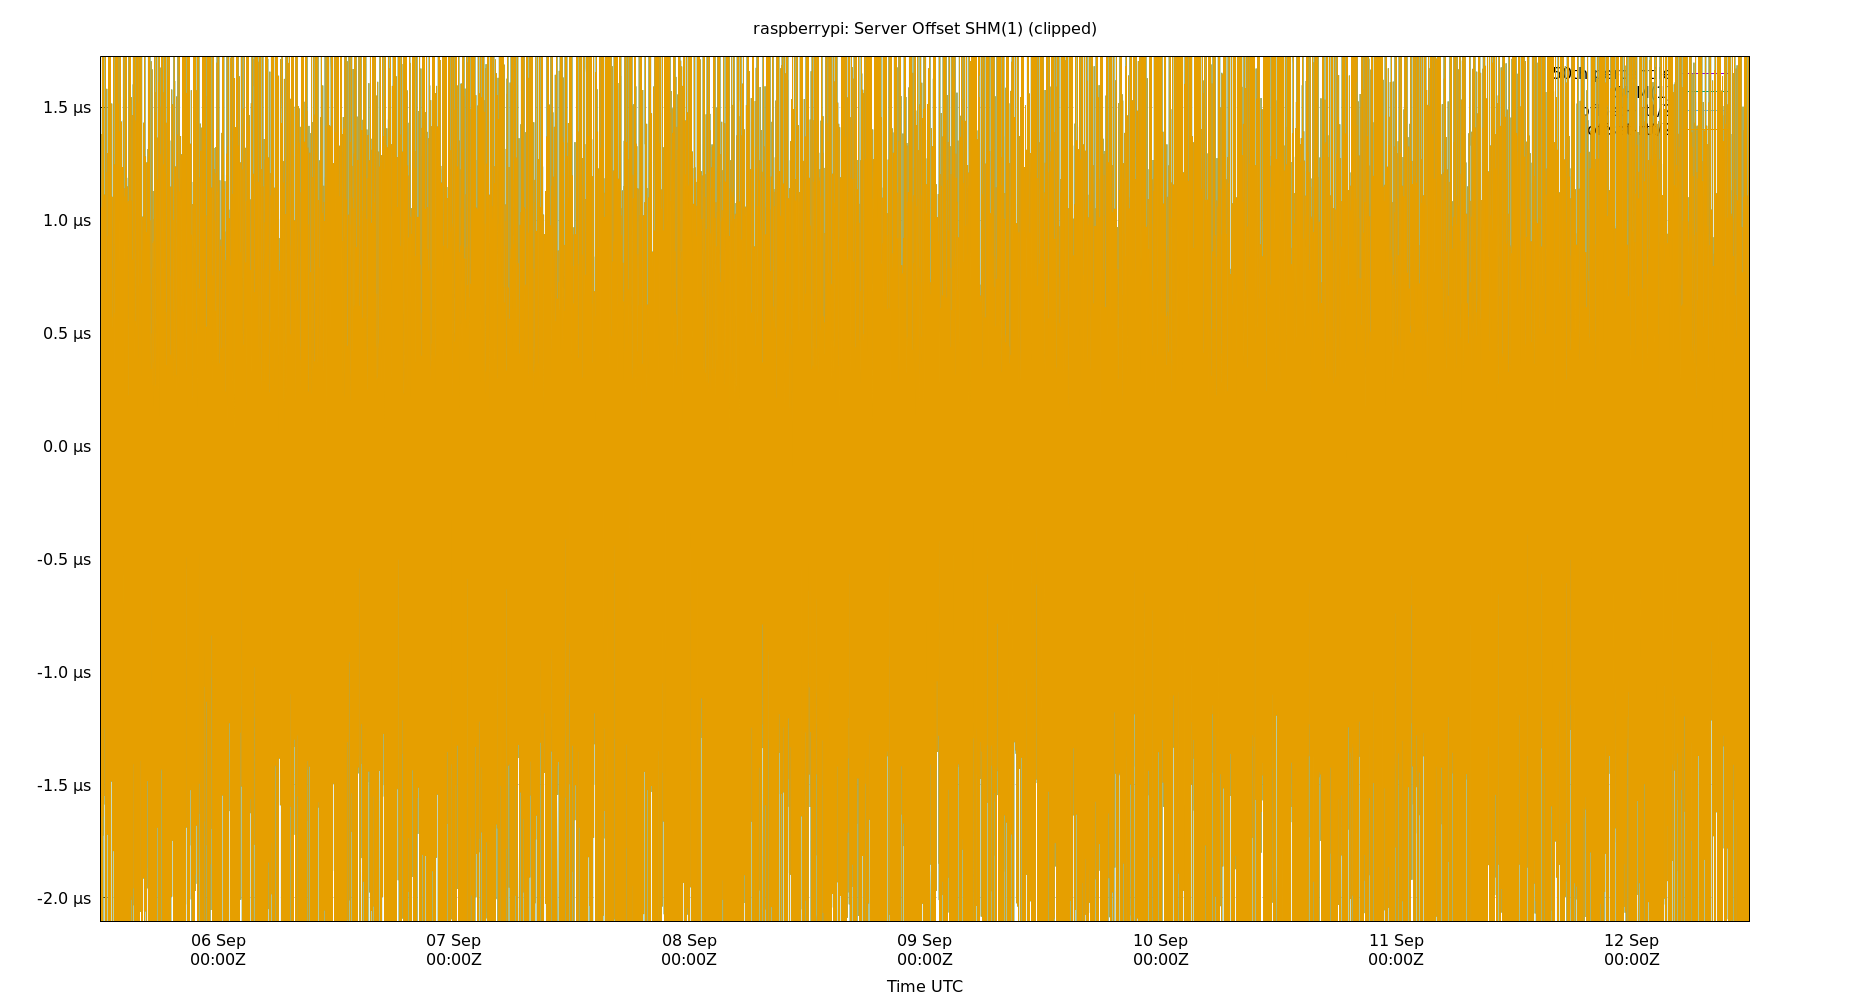 raspberrypi: Server Offset SHM(1) (clipped)
1.5 µs
1.0 µs
0.5 µs
0.0 µs
-0.5 µs
-1.0 µs
-1.5 µs
-2.0 µs
06 Sep 07 Sep 08 Sep 09 Sep 10 Sep 11 Sep 12 Sep
00:00Z 00:00Z 00:00Z 00:00Z 00:00Z 00:00Z 00:00Z
Time UTC